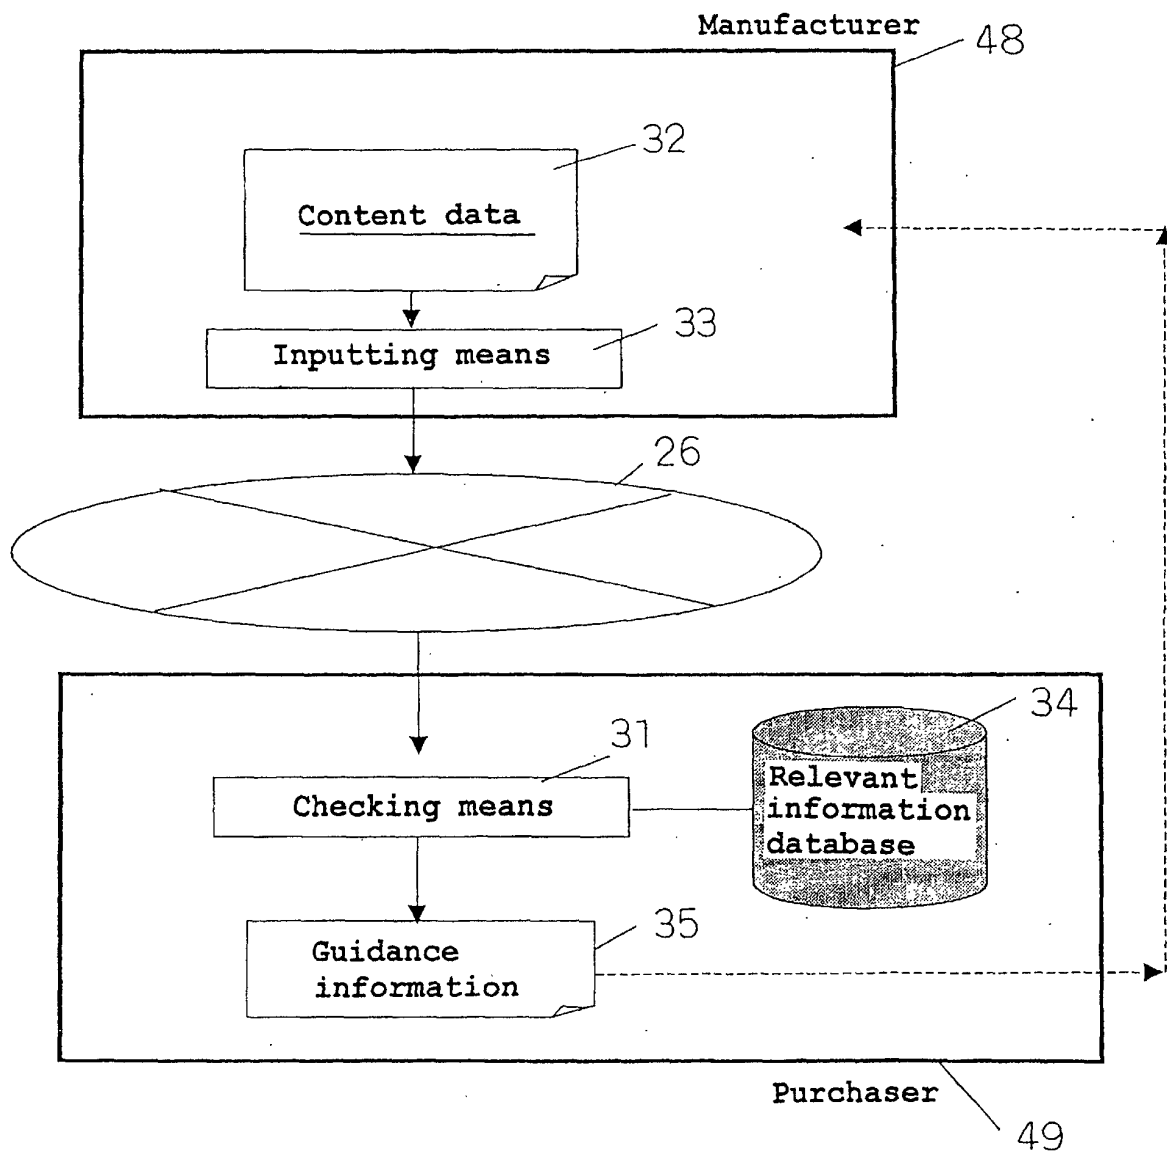 Manufacturer
48
32
Content data
33
Inputting means
26
34
31
Relevant
information
database
Checking means
35
Guidance
information
Purchaser
49